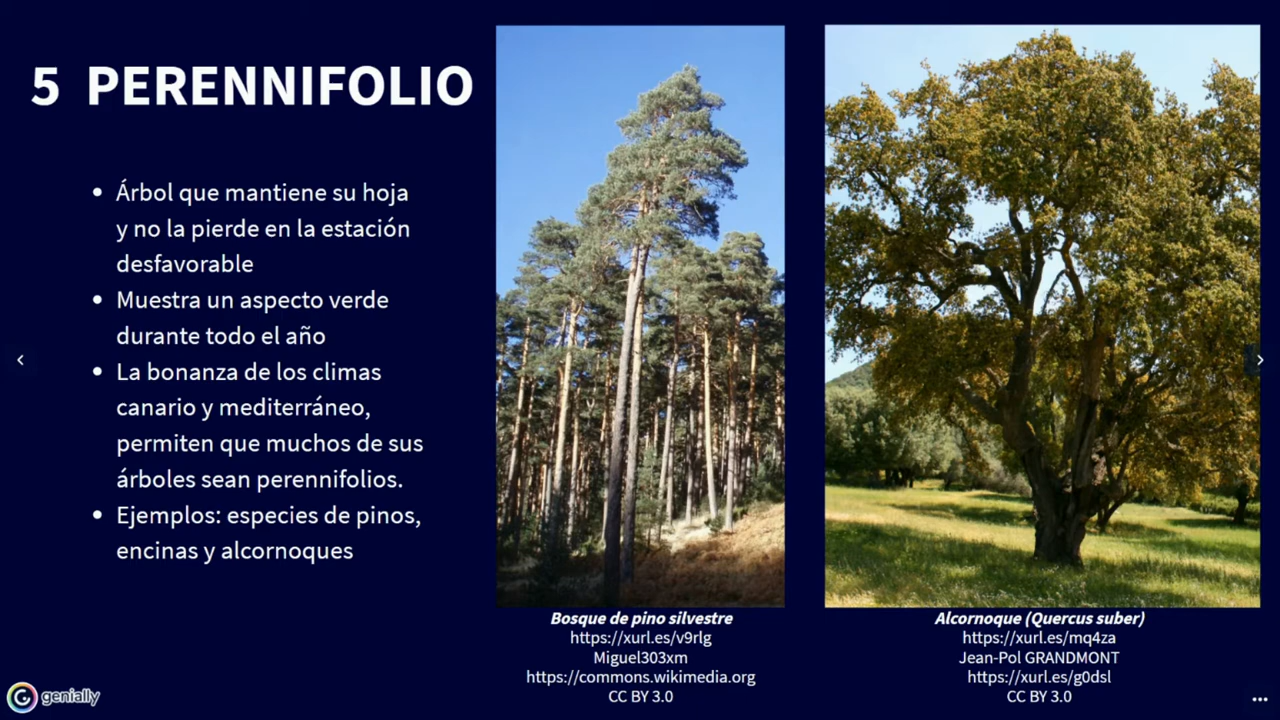 5 PERENNIFOLIO
• Árbol que mantiene su hoja
y no la pierde en la estación
desfavorable
• Muestra un aspecto verde
durante todo el año
• La bonanza de los climas
canario y mediterráneo,
permiten que muchos de sus
árboles sean perennifolios.
• Ejemplos: especies de pinos,
encinas y alcornoques
Bosque de pino silvestre
https://xurl.es/v9rlg
Miguel303xm
https://commons.wikimedia.org
CC BY 3.0
Alcornoque (Quercus suber)
https://xurl.es/mq4za
Jean-Pol GRANDMONT
https://xurl.es/g0dsl
CC BY 3.0
genially